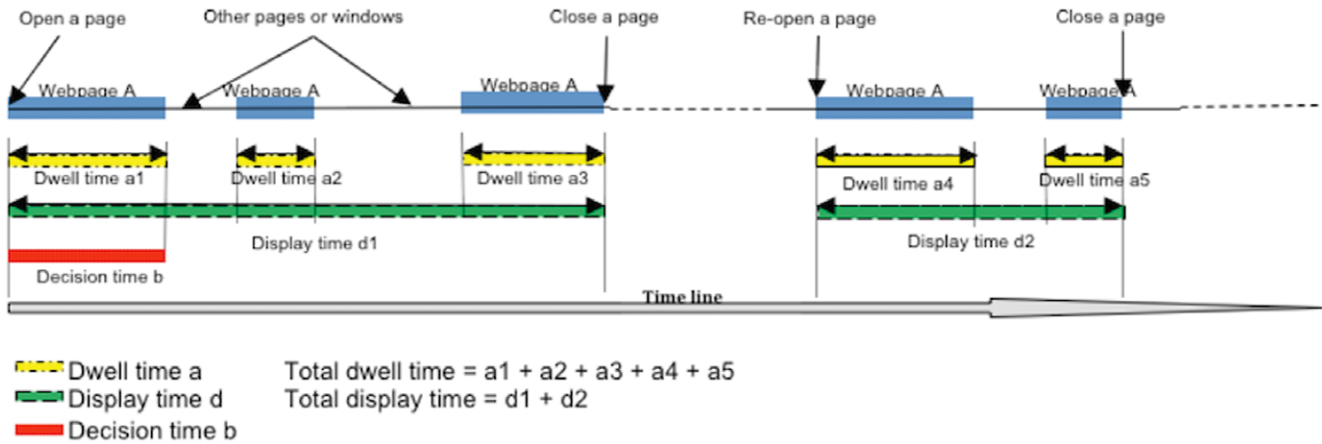 Open a page
Other pages or windows
Close a page
Re-open a page
Close a page
Webpage A
Webpage A
Webpage A
Webpage A
Webpage A
Dwell time a1
Dwell time a2
Dwell time a3
Dwell time a4
Dwell time a5
Display time d1
Display time d2
Decision time b
Time line
Dwell time a
Total dwell time = a1 + a2 + a3 + a4 + a5
Display time d
Total display time = d1 + d2
Decision time b